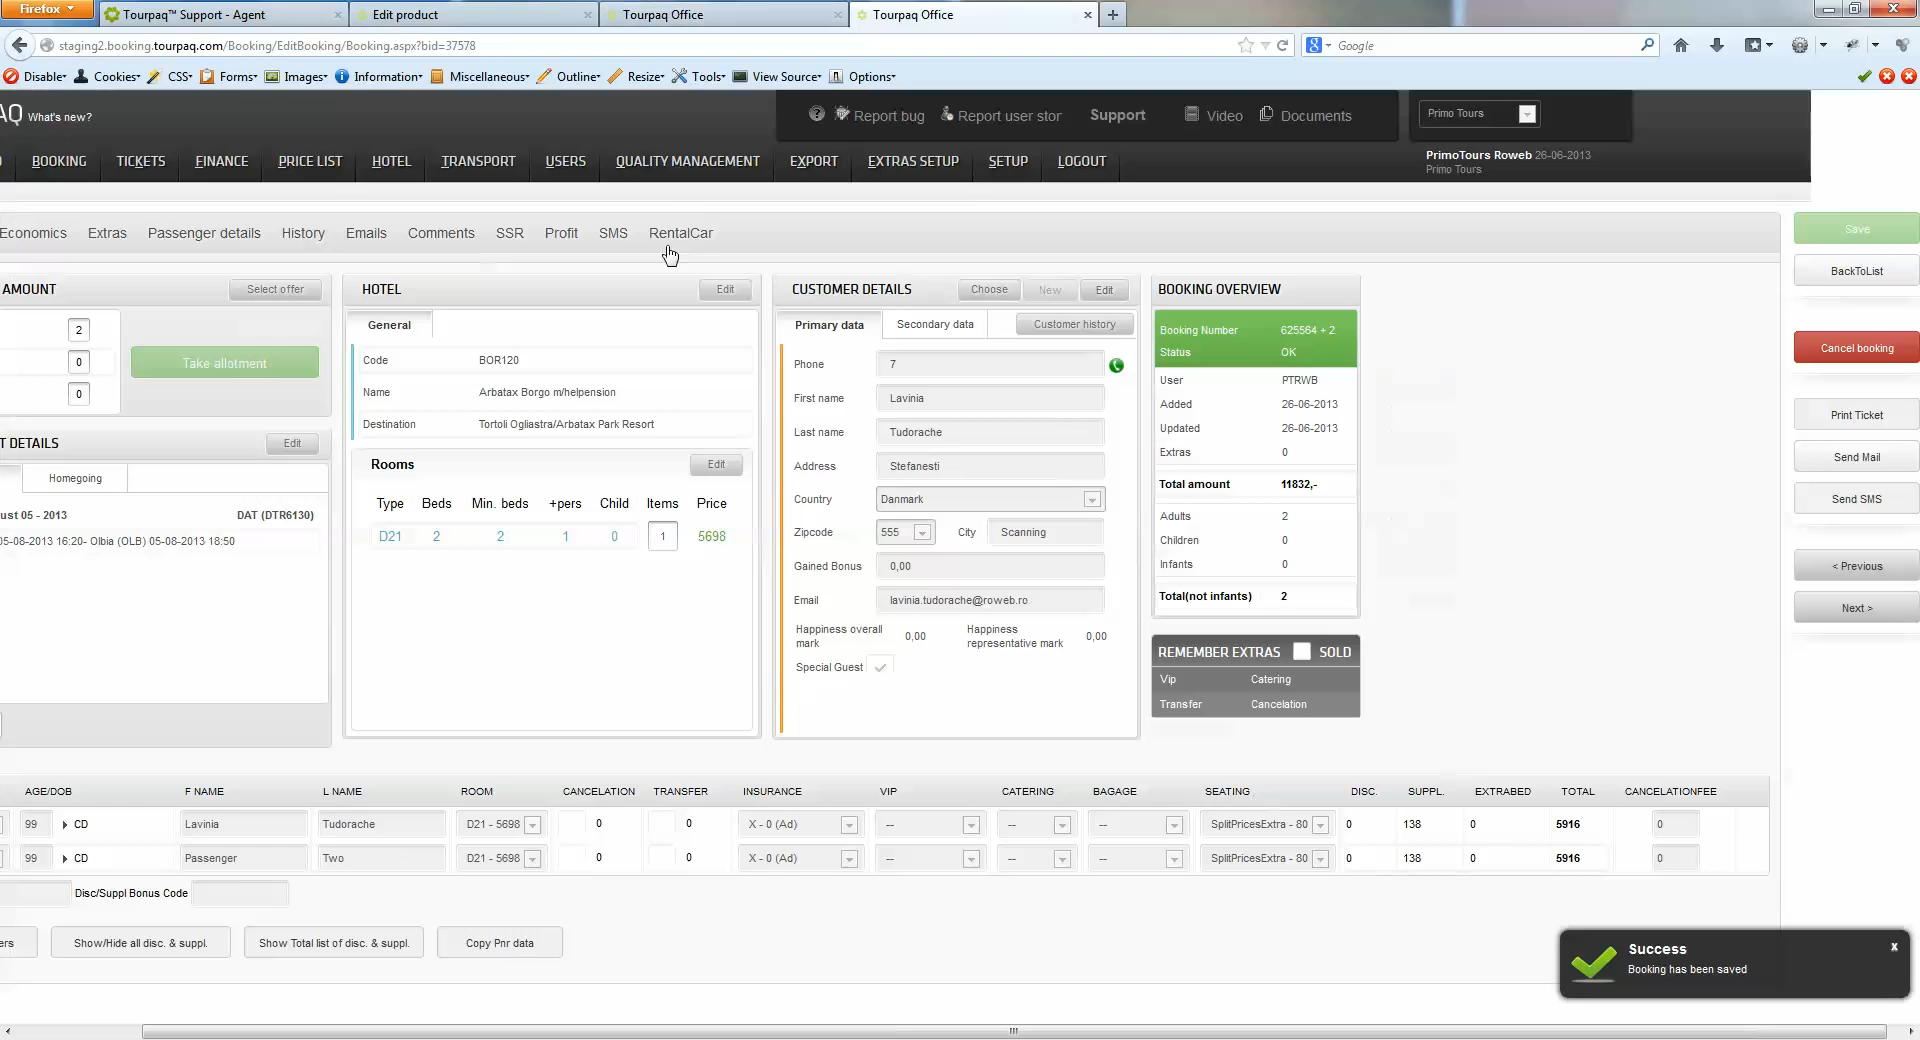 Firefox
Tourpaq™ Support - Agent
Edit product
Tourpaq Office
Tourpaq Office
staging2.booking.tourpaq.com/Booking/EditBooking/Booking.aspx?bid=37578
Google
Disable
Cookies
CSS
Forms
Images
Information
Miscellaneous
Outline
Resize
Tools
View Source
Options
AQ What's new?
Report bug
Report user stor
Support
Video
Documents
Primo Tours
PrimoTours Roweb 26-06-2013
Primo Tours
BOOKING
TICKETS
FINANCE
PRICE LIST
HOTEL
TRANSPORT
USERS
QUALITY MANAGEMENT
EXPORT
EXTRAS SETUP
SETUP
LOGOUT
Economics
Extras
Passenger details
History
Emails
Comments
SSR
Profit
SMS
RentalCar
Save
BackToList
Cancel booking
Print Ticket
Send Mail
Send SMS
< Previous
Next >
AMOUNT
Select offer
2
0
0
Take allotment
T DETAILS
Edit
Homegoing
ust 05 - 2013 DAT (DTR6130)
05-08-2013 16:20- Olbia (OLB) 05-08-2013 18:50
HOTEL
Edit
General
Code BOR120
Name Arbatax Borgo m/helpension
Destination Tortoli Ogliastra/Arbatax Park Resort
Rooms
Edit
Type Beds Min. beds +pers Child Items Price
D21 2 2 1 0 1 5698
CUSTOMER DETAILS
Choose
New
Edit
Primary data
Secondary data
Customer history
Phone 7
First name Lavinia
Last name Tudorache
Address Stefanesti
Country Danmark
Zipcode 555 City Scanning
Gained Bonus 0,00
Email lavinia.tudorache@roweb.ro
Happiness overall mark 0,00
Happiness representative mark 0,00
Special Guest
BOOKING OVERVIEW
Booking Number 625564 + 2
Status OK
User PTRWB
Added 26-06-2013
Updated 26-06-2013
Extras 0
Total amount 11832,-
Adults 2
Children 0
Infants 0
Total(not infants) 2
REMEMBER EXTRAS SOLD
Vip Catering
Transfer Cancelation
AGE/DOB F NAME L NAME ROOM CANCELATION TRANSFER INSURANCE VIP CATERING BAGAGE SEATING DISC. SUPPL. EXTRABED TOTAL CANCELATIONFEE
99 CD Lavinia Tudorache D21 - 5698 0 0 X - 0 (Ad) -- -- -- SplitPricesExtra - 80 0 138 0 5916 0
99 CD Passenger Two D21 - 5698 0 0 X - 0 (Ad) -- -- -- SplitPricesExtra - 80 0 138 0 5916 0
Disc/Suppl Bonus Code
ers
Show/Hide all disc. & suppl.
Show Total list of disc. & suppl.
Copy Pnr data
Success x
Booking has been saved